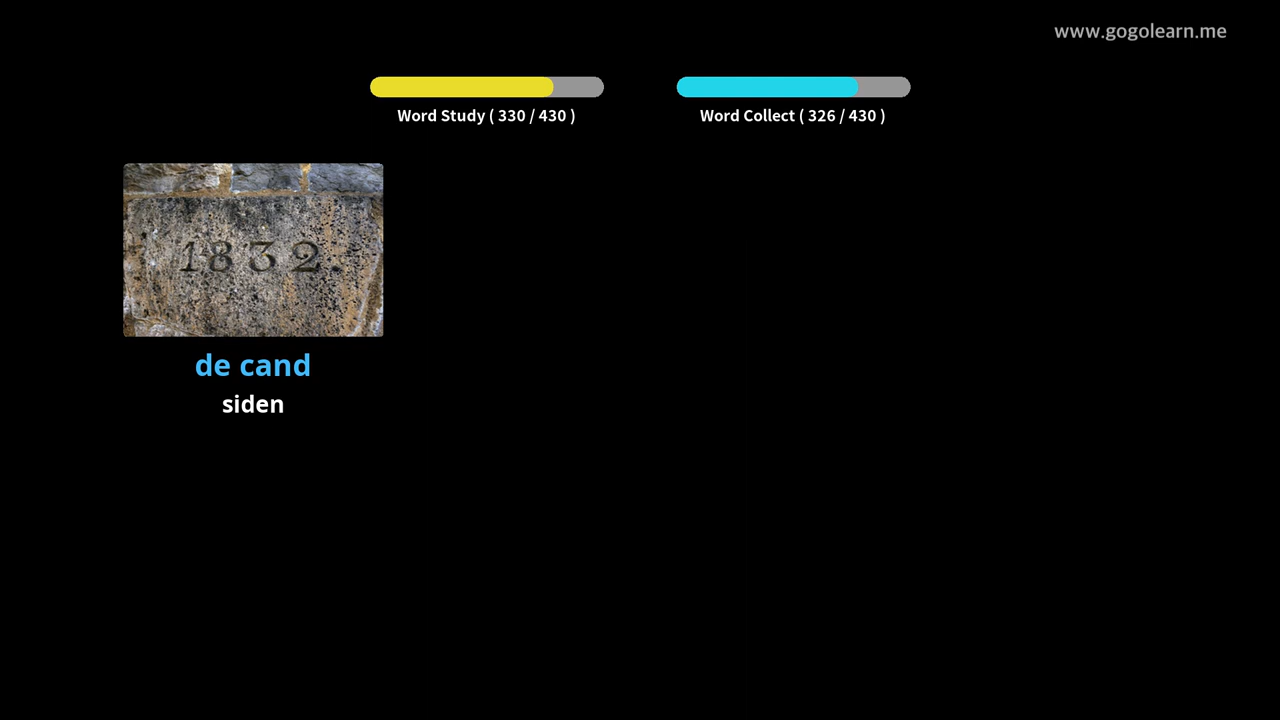 www.gogolearn.me
Word Study ( 330 / 430 )
Word Collect ( 326 / 430 )
1832.
de cand
siden